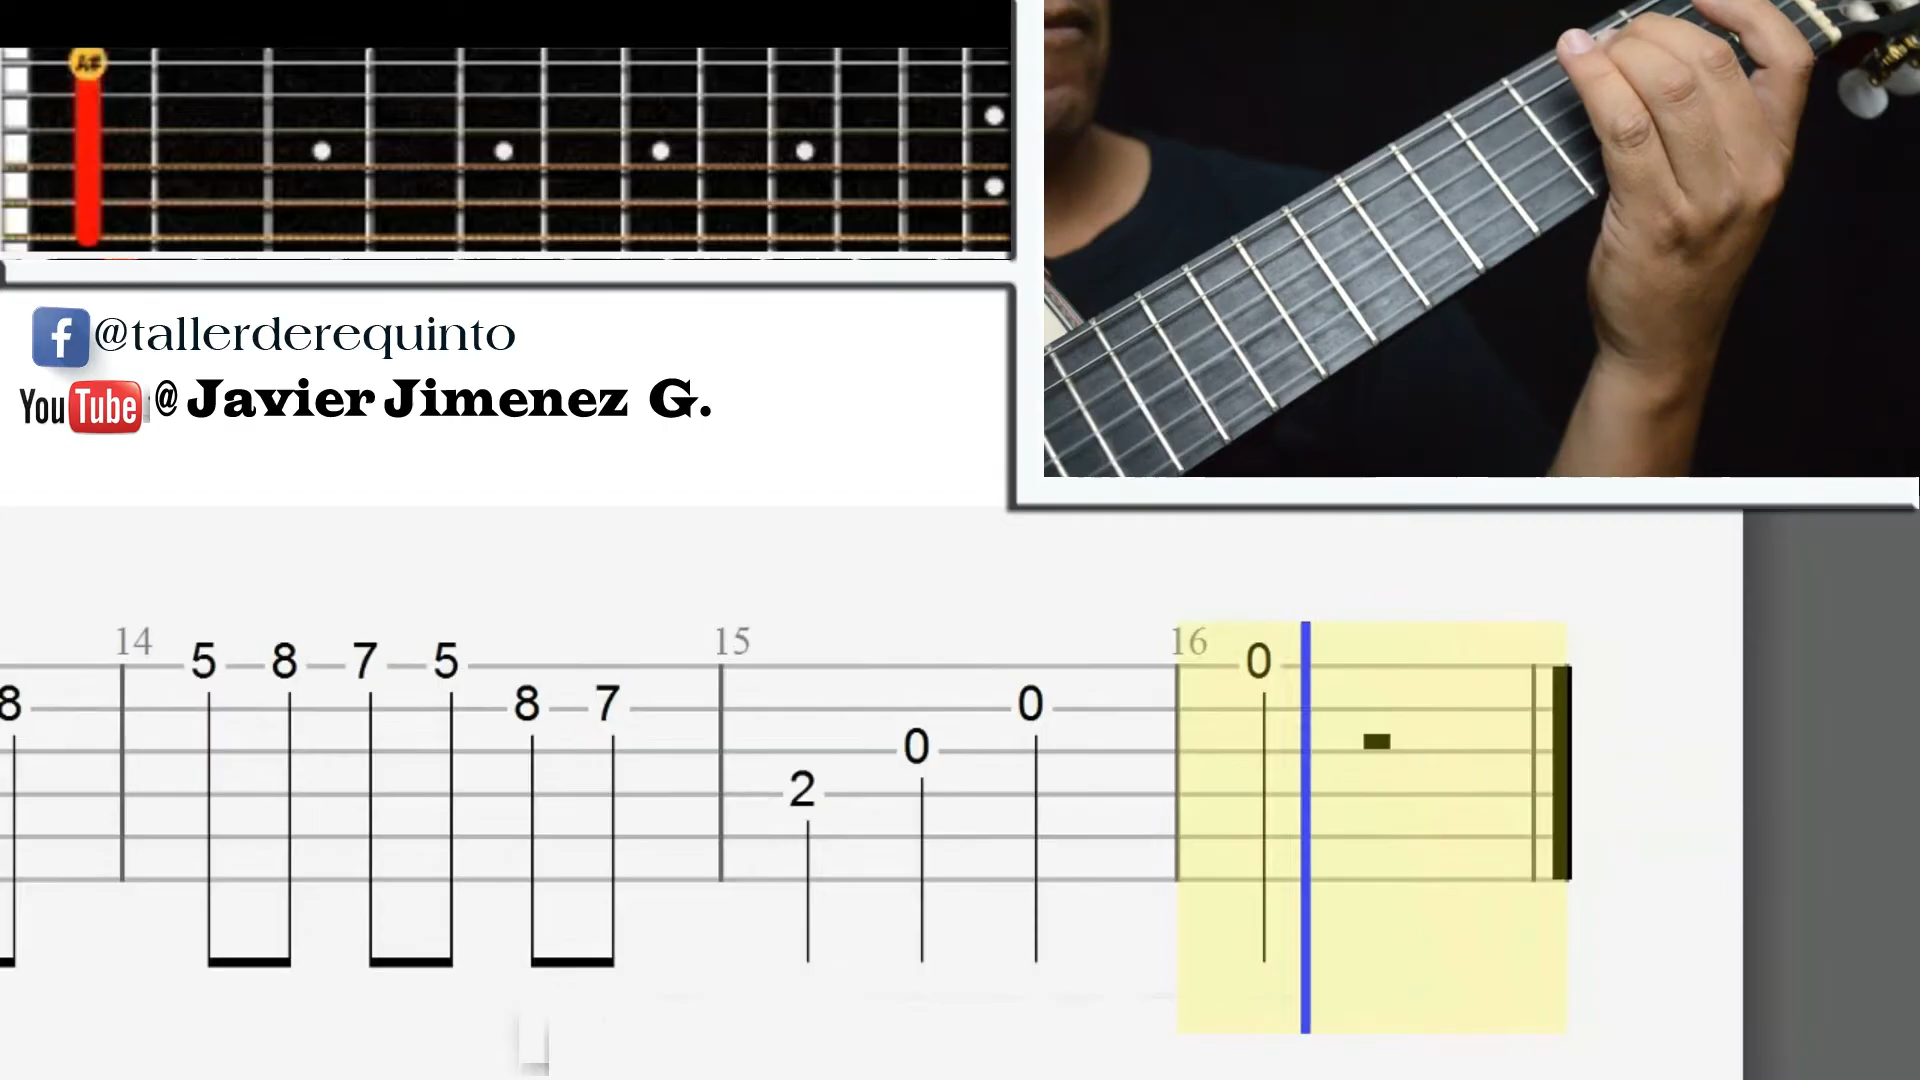 A#
@tallerderequinto
YouTube @ Javier Jimenez G.
14 15 16
5 8 7 5 0
8 8 7 0
0
2